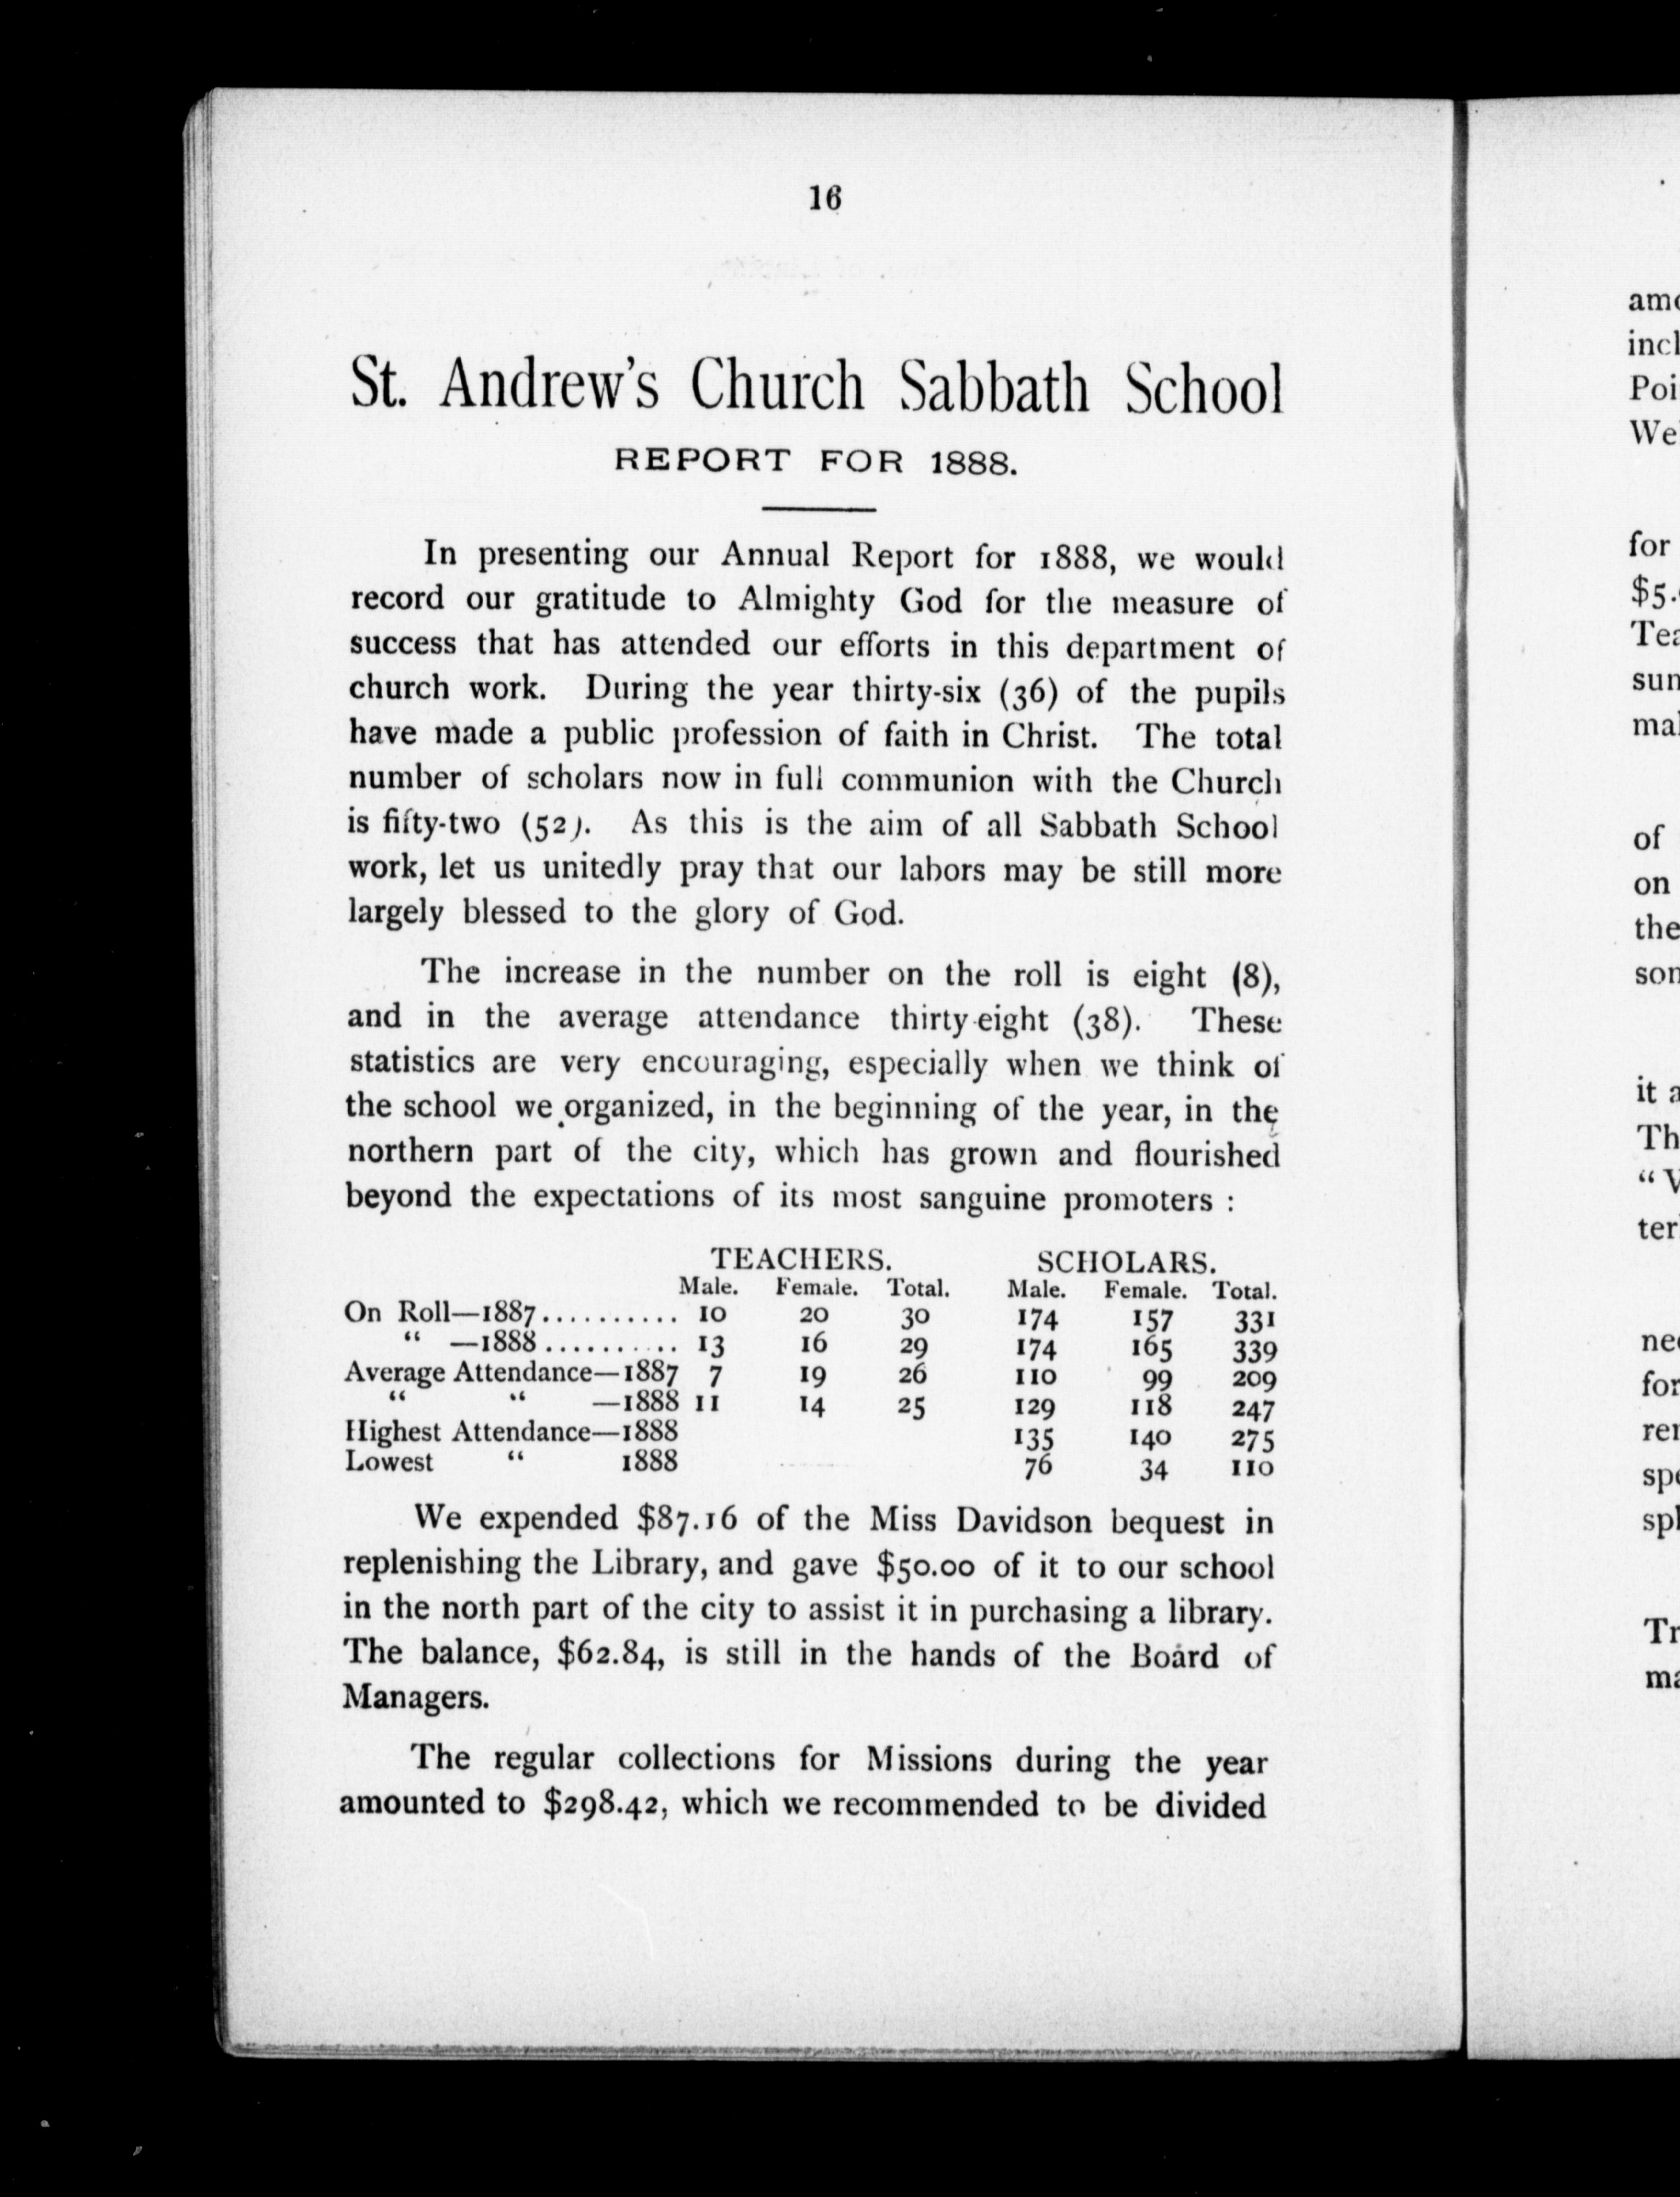 16
St. Andrew's Church Sabbath School
REPORT FOR 1888.
In presenting our Annual Report for 1888, we would
record our gratitude to Almighty God for the measure of
success that has attended our efforts in this department of
church work. During the year thirty-six (36) of the pupils
have made a public profession of faith in Christ. The total
number of scholars now in full communion with the Church
is fifty-two (52). As this is the aim of all Sabbath School
work, let us unitedly pray that our labors may be still more
largely blessed to the glory of God.
The increase in the number on the roll is eight (8),
and in the average attendance thirty-eight (38). These
statistics are very encouraging, especially when we think of
the school we organized, in the beginning of the year, in the
northern part of the city, which has grown and flourished
beyond the expectations of its most sanguine promoters :
TEACHERS. SCHOLARS.
Male. Female. Total. Male. Female. Total.
On Roll—1887.......... 10 20 30 174 157 331
“ —1888.......... 13 16 29 174 165 339
Average Attendance—1887 7 19 26 110 99 209
“ “ —1888 11 14 25 129 118 247
Highest Attendance—1888 135 140 275
Lowest “ 1888 76 34 110
We expended $87.16 of the Miss Davidson bequest in
replenishing the Library, and gave $50.00 of it to our school
in the north part of the city to assist it in purchasing a library.
The balance, $62.84, is still in the hands of the Board of
Managers.
The regular collections for Missions during the year
amounted to $298.42, which we recommended to be divided
for
of
on
the
it